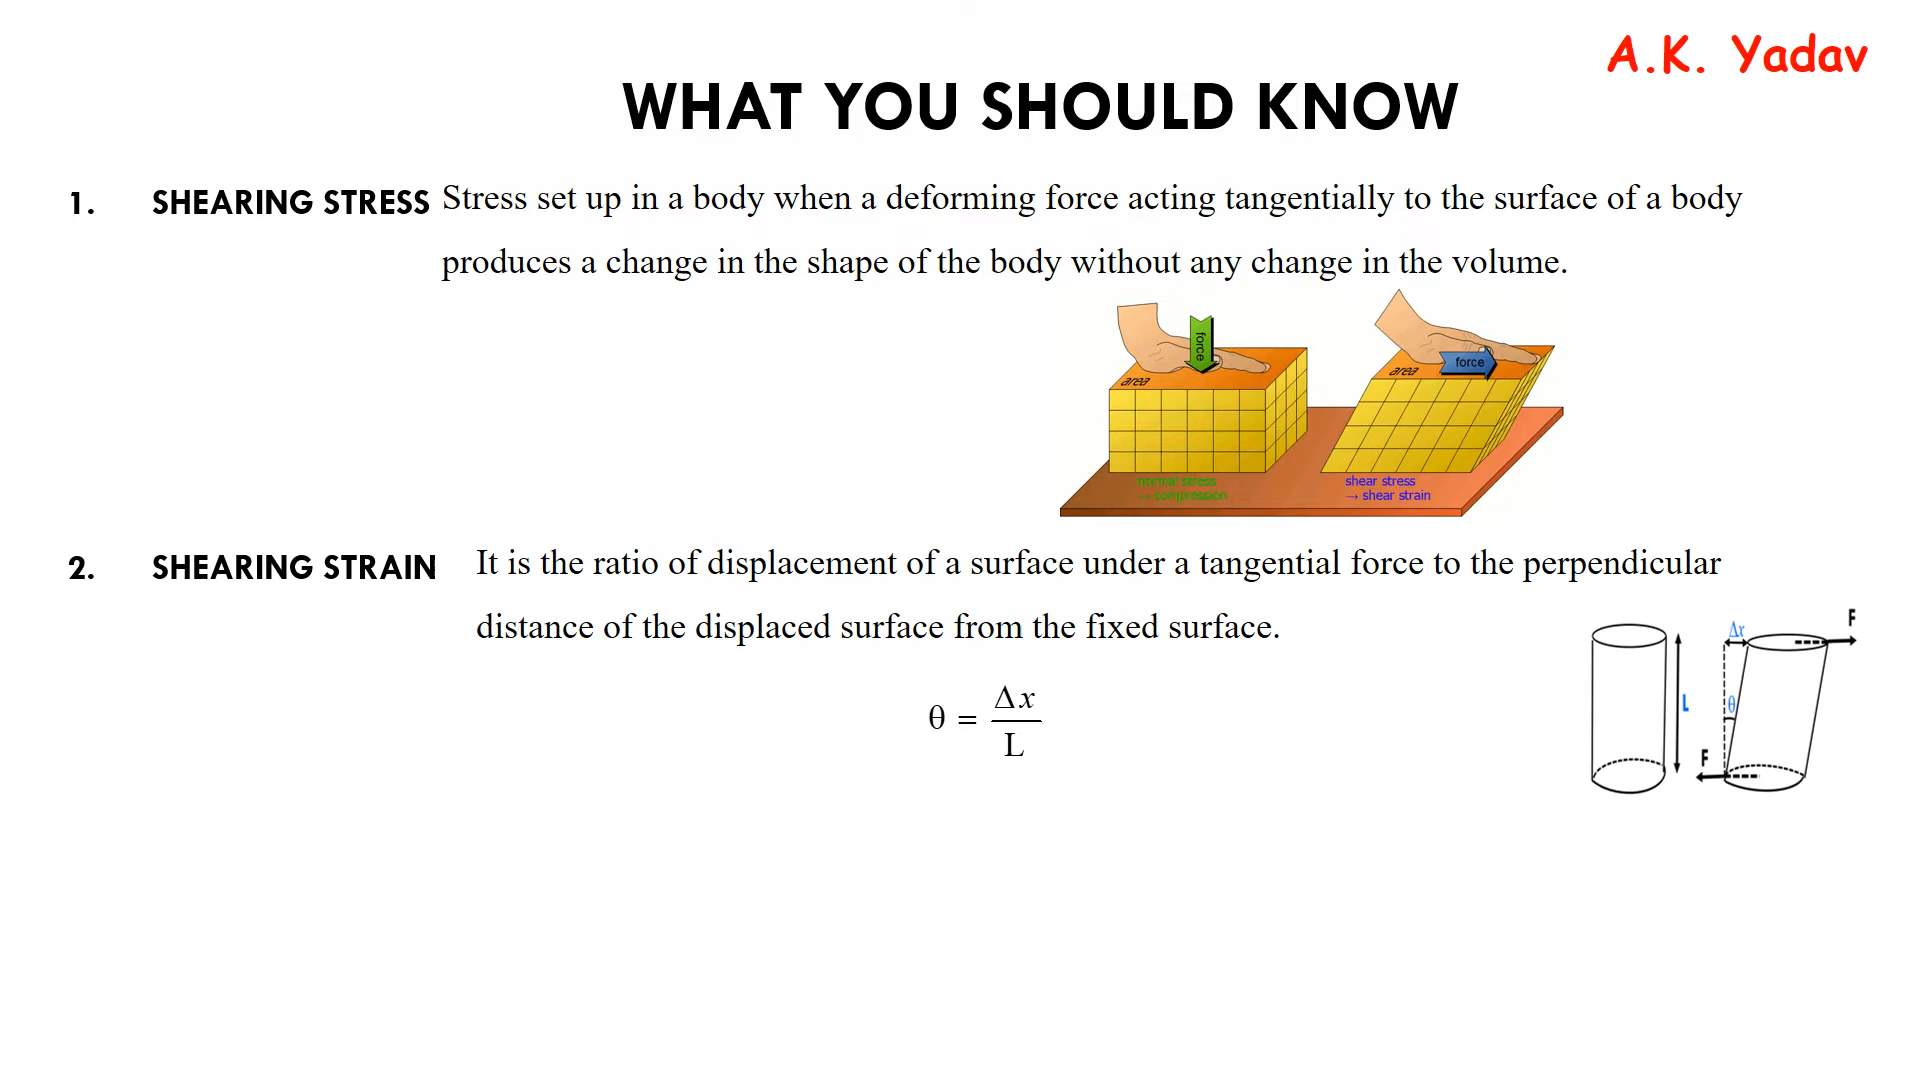 A.K. Yadav
WHAT YOU SHOULD KNOW
1. SHEARING STRESS Stress set up in a body when a deforming force acting tangentially to the surface of a body
produces a change in the shape of the body without any change in the volume.
force
area
normal stress
→ compression
force
area
shear stress
→ shear strain
2. SHEARING STRAIN It is the ratio of displacement of a surface under a tangential force to the perpendicular
distance of the displaced surface from the fixed surface.
θ = Δx / L
L
Δx
F
θ
F